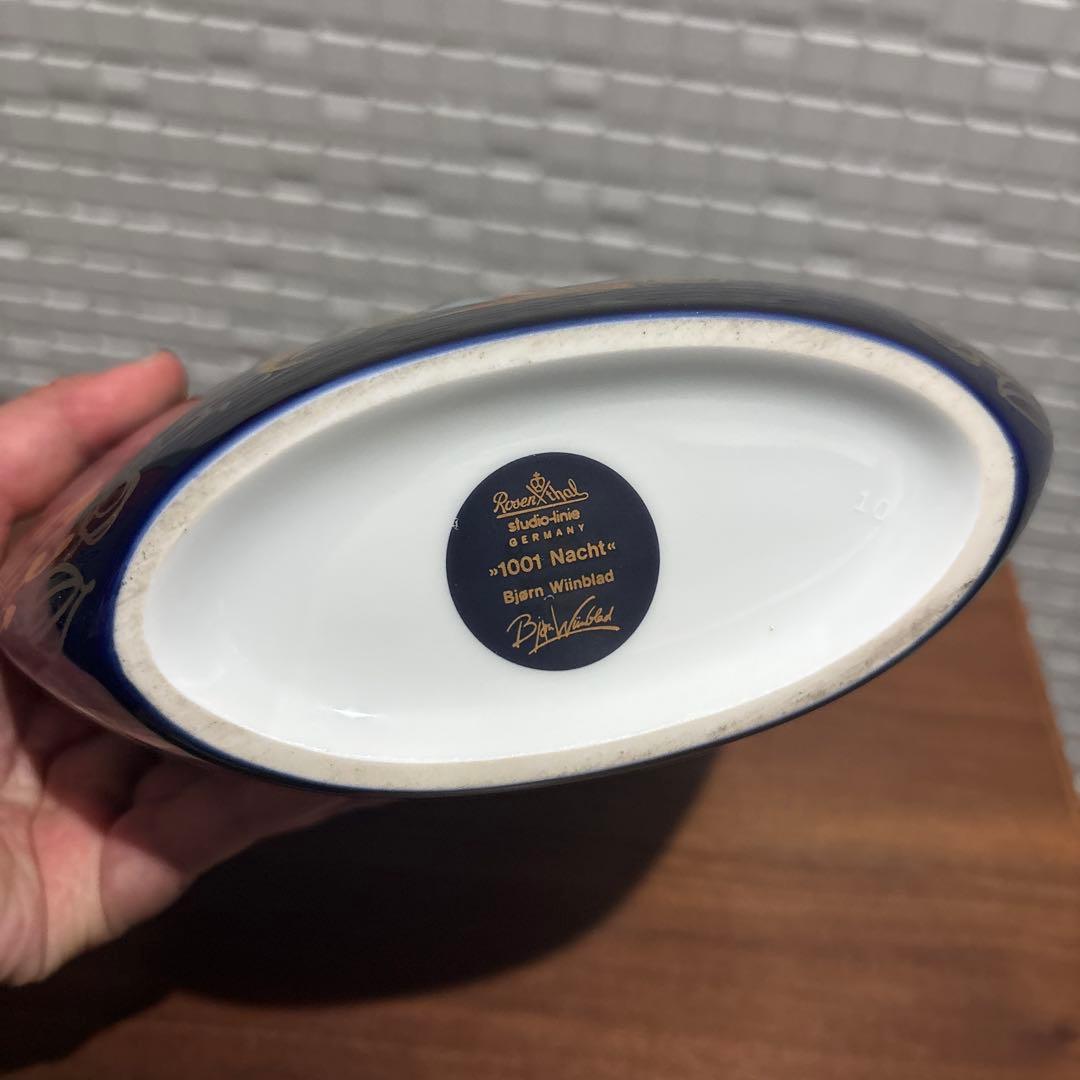 Rosenthal
studio-linie
GERMANY
»1001 Nacht«
Bjørn Wiinblad
Bjørn Wiinblad
10